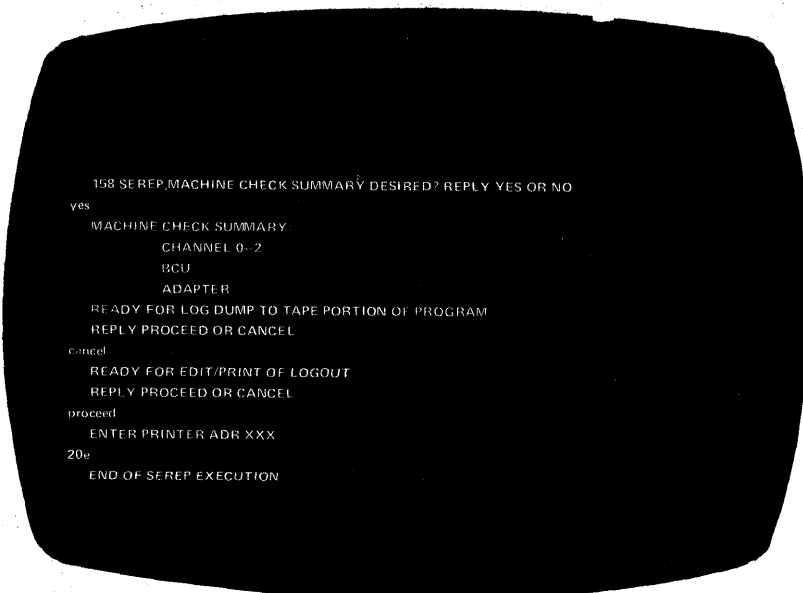 158 SEREP,MACHINE CHECK SUMMARY DESIRED? REPLY YES OR NO
yes
MACHINE CHECK SUMMARY:
CHANNEL 0-2
BCU
ADAPTER
READY FOR LOG DUMP TO TAPE PORTION OF PROGRAM
REPLY PROCEED OR CANCEL
cancel
READY FOR EDIT/PRINT OF LOGOUT
REPLY PROCEED OR CANCEL
proceed
ENTER PRINTER ADR XXX
20e
END OF SEREP EXECUTION